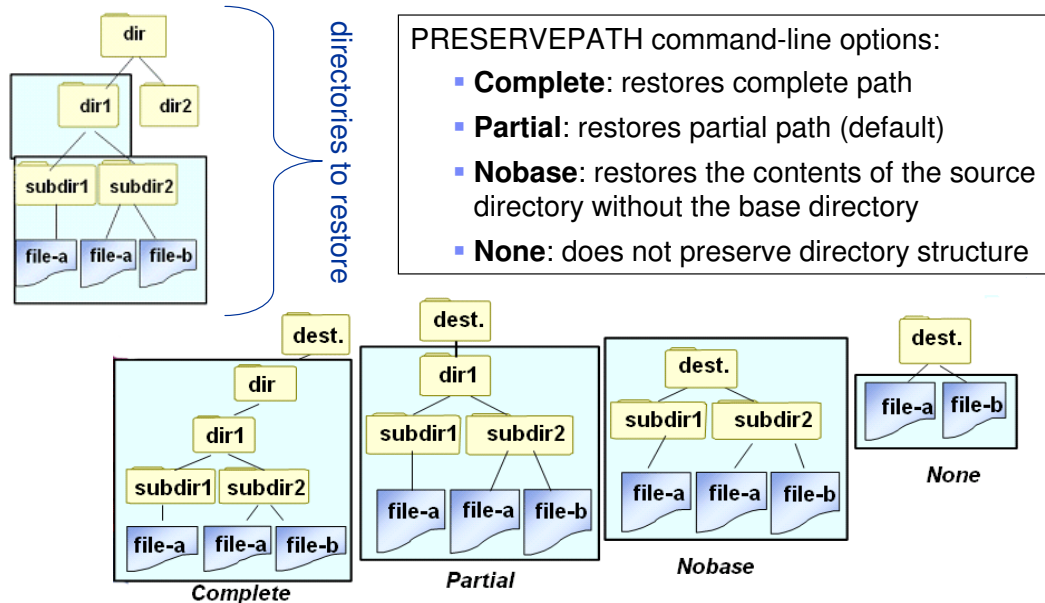 dir
dir1
dir2
subdir1 subdir2
file-a file-a file-b
directories to restore
PRESERVEPATH command-line options:
▪ Complete: restores complete path
▪ Partial: restores partial path (default)
▪ Nobase: restores the contents of the source
directory without the base directory
▪ None: does not preserve directory structure
dest.
dir
dir1
subdir1 subdir2
file-a file-a file-b
Complete
dest.
dir1
subdir1 subdir2
file-a file-a file-b
Partial
dest.
subdir1 subdir2
file-a file-a file-b
Nobase
dest.
file-a file-b
None